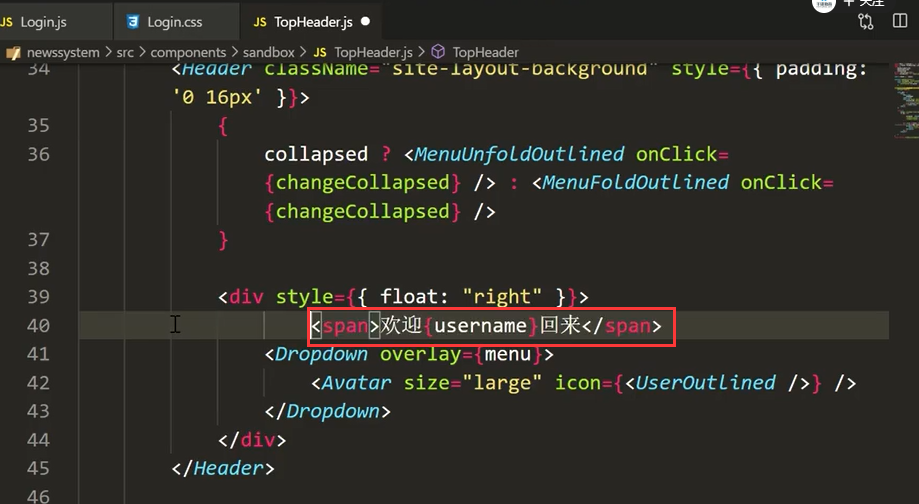 JS Login.js
Login.css
JS TopHeader.js
关注
newssystem > src > components > sandbox > JS TopHeader.js > TopHeader
34 <Header className="site-layout-background" style={{ padding:
'0 16px' }}>
35 {
36 collapsed ? <MenuUnfoldOutlined onClick=
{changeCollapsed} /> : <MenuFoldOutlined onClick=
{changeCollapsed} />
37 }
38
39 <div style={{ float: "right" }}>
40 <span>欢迎{username}回来</span>
41 <Dropdown overlay={menu}>
42 <Avatar size="large" icon={<UserOutlined />} />
43 </Dropdown>
44 </div>
45 </Header>
46